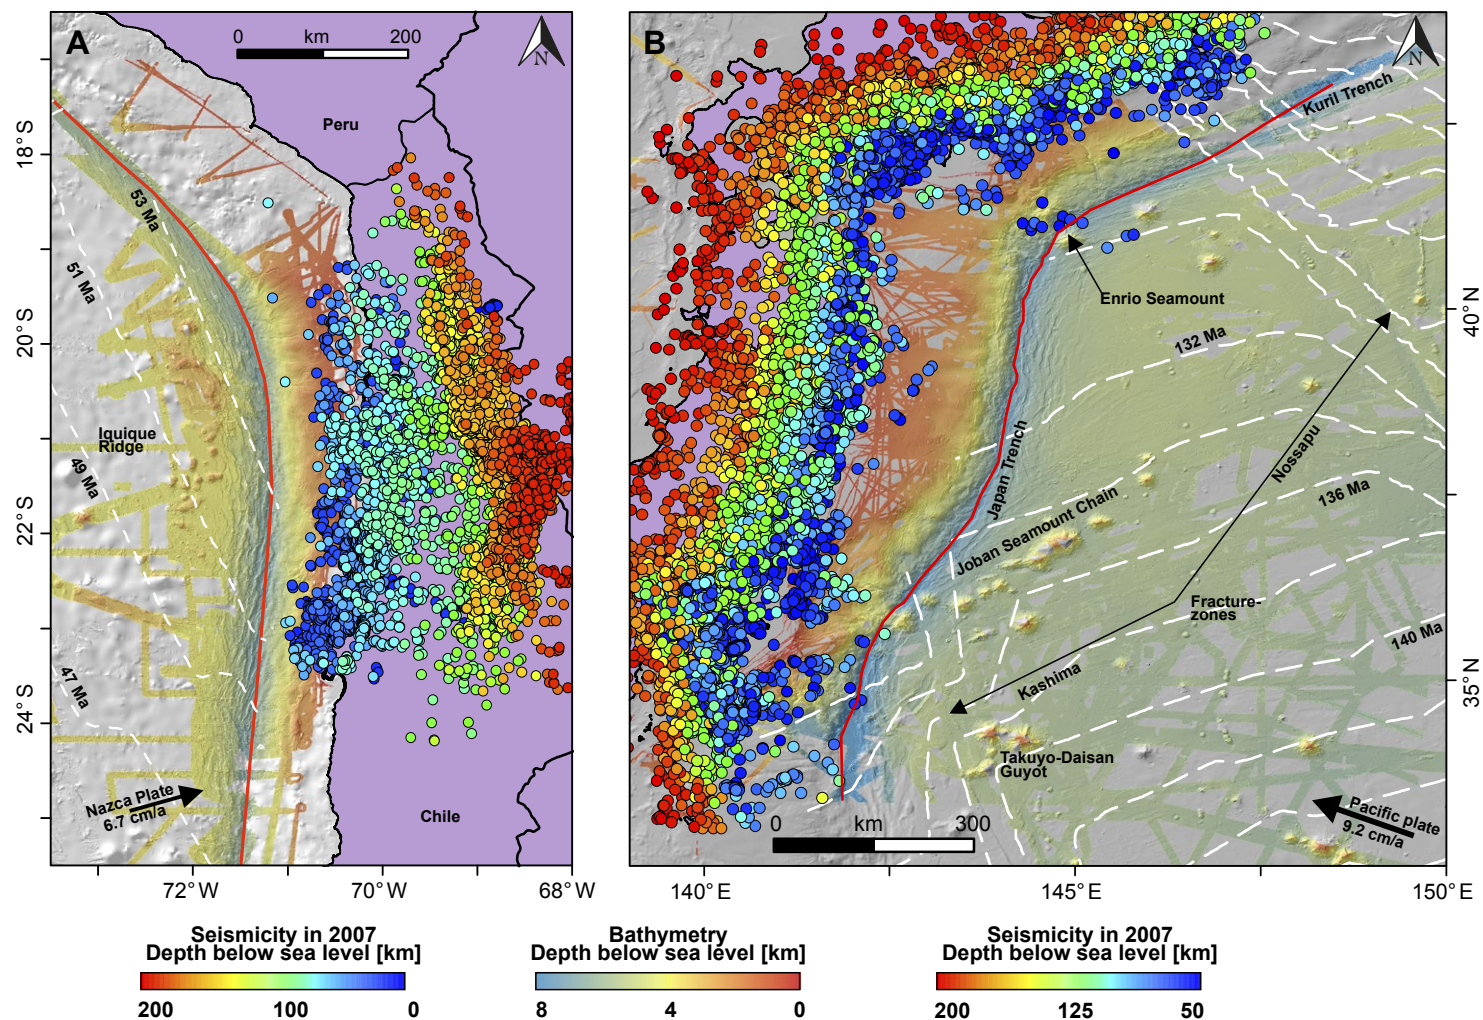 A
0 km 200
N
Peru
53 Ma
51 Ma
Iquique
Ridge
49 Ma
47 Ma
Nazca Plate
6.7 cm/a
Chile
18°S
20°S
22°S
24°S
72°W
70°W
68°W
B
N
Kuril Trench
Enrio Seamount
132 Ma
Japan Trench
Nossapu
136 Ma
Joban Seamount Chain
Fracture-
zones
140 Ma
Kashima
Takuyo-Daisan
Guyot
Pacific plate
9.2 cm/a
0 km 300
40°N
35°N
140°E
145°E
150°E
Seismicity in 2007
Depth below sea level [km]
200 100 0
Bathymetry
Depth below sea level [km]
8 4 0
Seismicity in 2007
Depth below sea level [km]
200 125 50